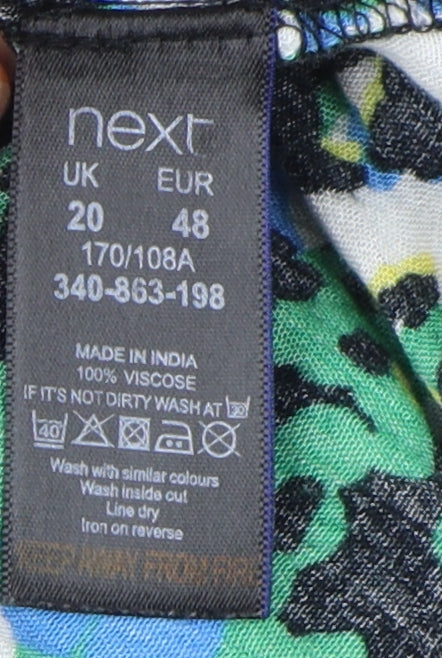 next
UK EUR
20 48
170/108A
340-863-198
MADE IN INDIA
100% VISCOSE
IF IT'S NOT DIRTY WASH AT 30
40
Wash with similar colours
Wash inside out
Line dry
Iron on reverse
KEEP AWAY FROM FIRE